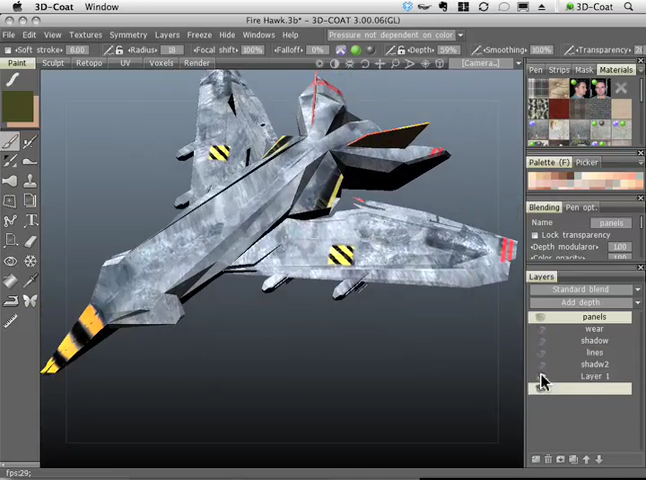 3D-Coat Window 3D-Coat
Fire Hawk.3b* - 3D-COAT 3.00.06(GL)
File Edit View Textures Symmetry Layers Freeze Hide Windows Help Pressure not depend on color
Soft stroke: 8.00 Radius 18 Focal shift: 100% Falloff: 0% Depth 59% Smoothing: 100% Transparency:
Paint Sculpt Retopo UV Voxels Render [Camera...]
Pen Strips Mask Materials
Palette (F) Picker
Blending Pen opt.
Name panels
Lock transparency
Depth modulator 100
Color opacity 100
Layers
Standard blend
Add depth
panels
wear
shadow
lines
shadw2
Layer 1
fps:29;